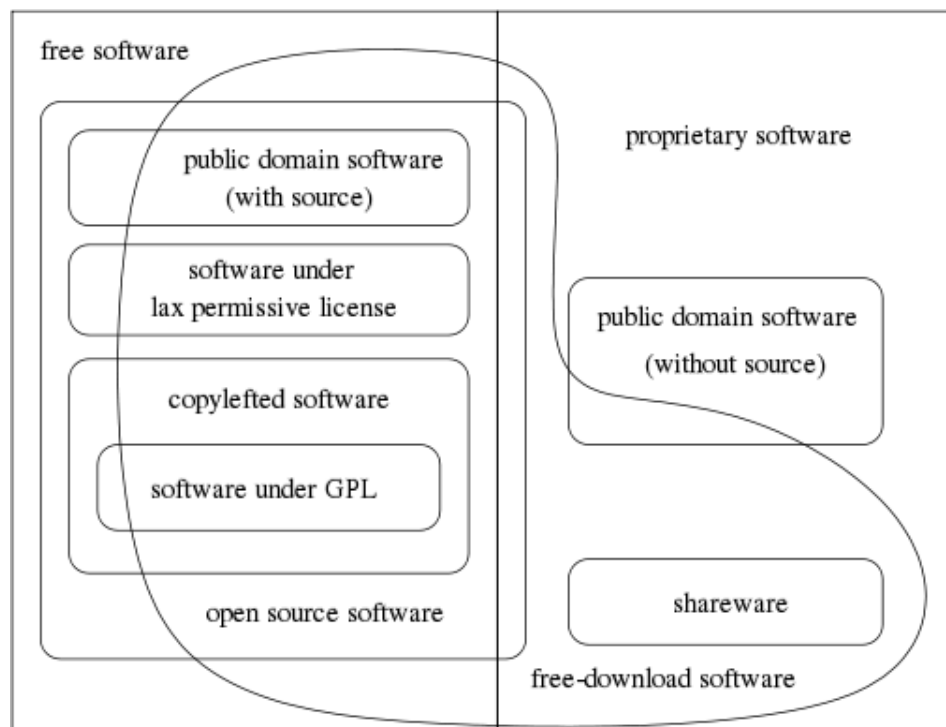 free software
proprietary software
public domain software
(with source)
software under
lax permissive license
public domain software
(without source)
copylefted software
software under GPL
shareware
open source software
free-download software